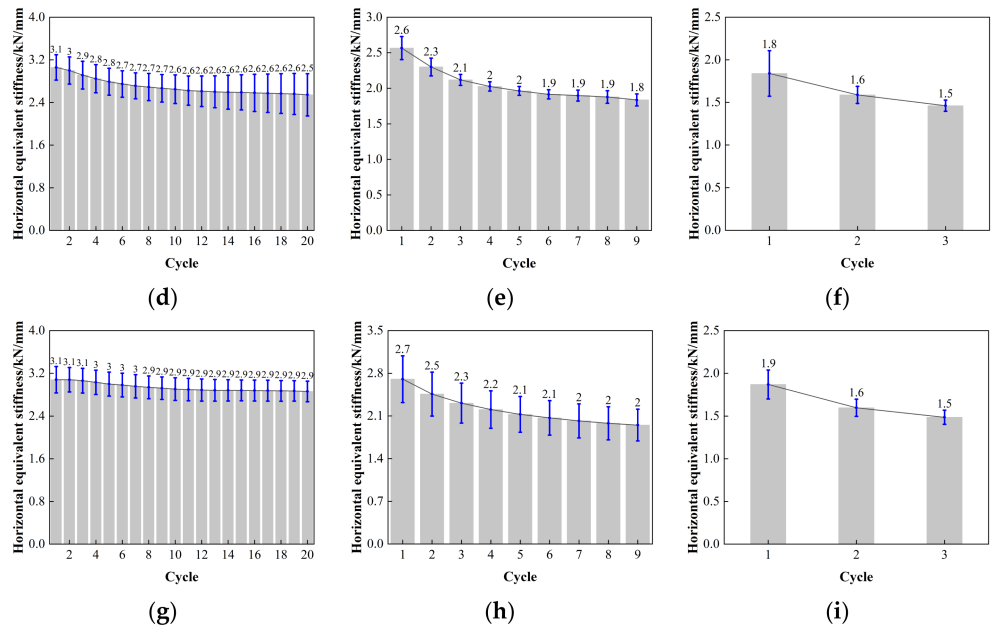 Horizontal equivalent stiffness/kN/mm
4.0
3.2
2.4
1.6
0.8
0.0
3.1 3 2.9 2.8 2.8 2.7 2.7 2.7 2.7 2.6 2.6 2.6 2.6 2.6 2.6 2.6 2.6 2.6 2.6 2.5
2 4 6 8 10 12 14 16 18 20
Cycle
(d)
Horizontal equivalent stiffness/kN/mm
3.0
2.5
2.0
1.5
1.0
0.5
0.0
2.6 2.3 2.1 2 2 1.9 1.9 1.9 1.8
1 2 3 4 5 6 7 8 9
Cycle
(e)
Horizontal equivalent stiffness/kN/mm
2.5
2.0
1.5
1.0
0.5
0.0
1.8 1.6 1.5
1 2 3
Cycle
(f)
Horizontal equivalent stiffness/kN/mm
4.0
3.2
2.4
1.6
0.8
0.0
3.1 3.1 3.1 3 3 3 3 2.9 2.9 2.9 2.9 2.9 2.9 2.9 2.9 2.9 2.9 2.9 2.9 2.9
2 4 6 8 10 12 14 16 18 20
Cycle
(g)
Horizontal equivalent stiffness/kN/mm
3.5
2.8
2.1
1.4
0.7
0.0
2.7 2.5 2.3 2.2 2.1 2.1 2 2 2
1 2 3 4 5 6 7 8 9
Cycle
(h)
Horizontal equivalent stiffness/kN/mm
2.5
2.0
1.5
1.0
0.5
0.0
1.9 1.6 1.5
1 2 3
Cycle
(i)